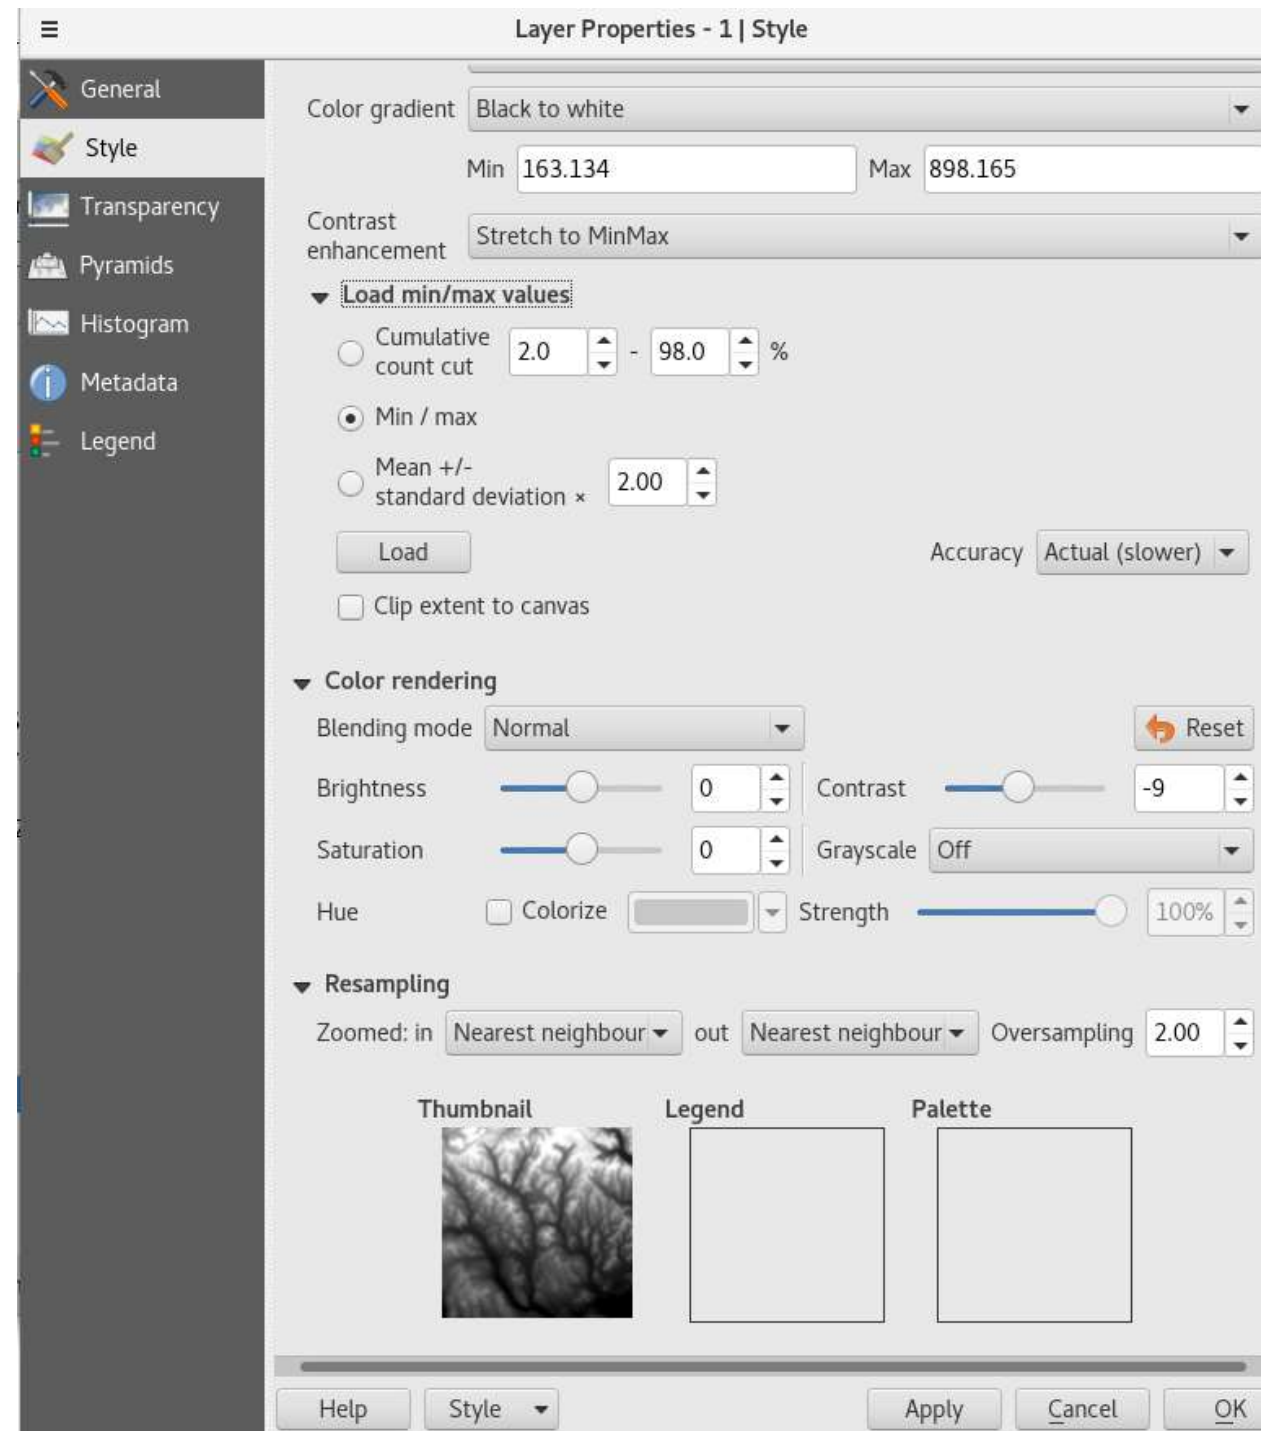 Layer Properties - 1 | Style
General
Style
Transparency
Pyramids
Histogram
Metadata
Legend
Color gradient Black to white
Min 163.134 Max 898.165
Contrast
enhancement Stretch to MinMax
Load min/max values
Cumulative
count cut 2.0 - 98.0 %
Min / max
Mean +/-
standard deviation × 2.00
Load Accuracy Actual (slower)
Clip extent to canvas
Color rendering
Blending mode Normal Reset
Brightness 0 Contrast -9
Saturation 0 Grayscale Off
Hue Colorize Strength 100%
Resampling
Zoomed: in Nearest neighbour out Nearest neighbour Oversampling 2.00
Thumbnail Legend Palette
Help Style Apply Cancel OK